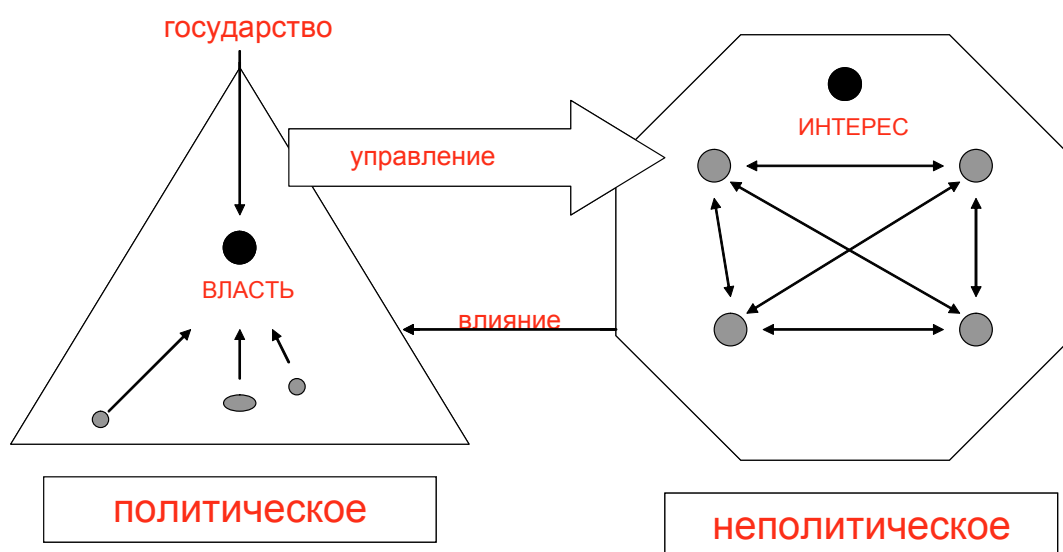 государство
управление
ИНТЕРЕС
ВЛАСТЬ
влияние
политическое
неполитическое